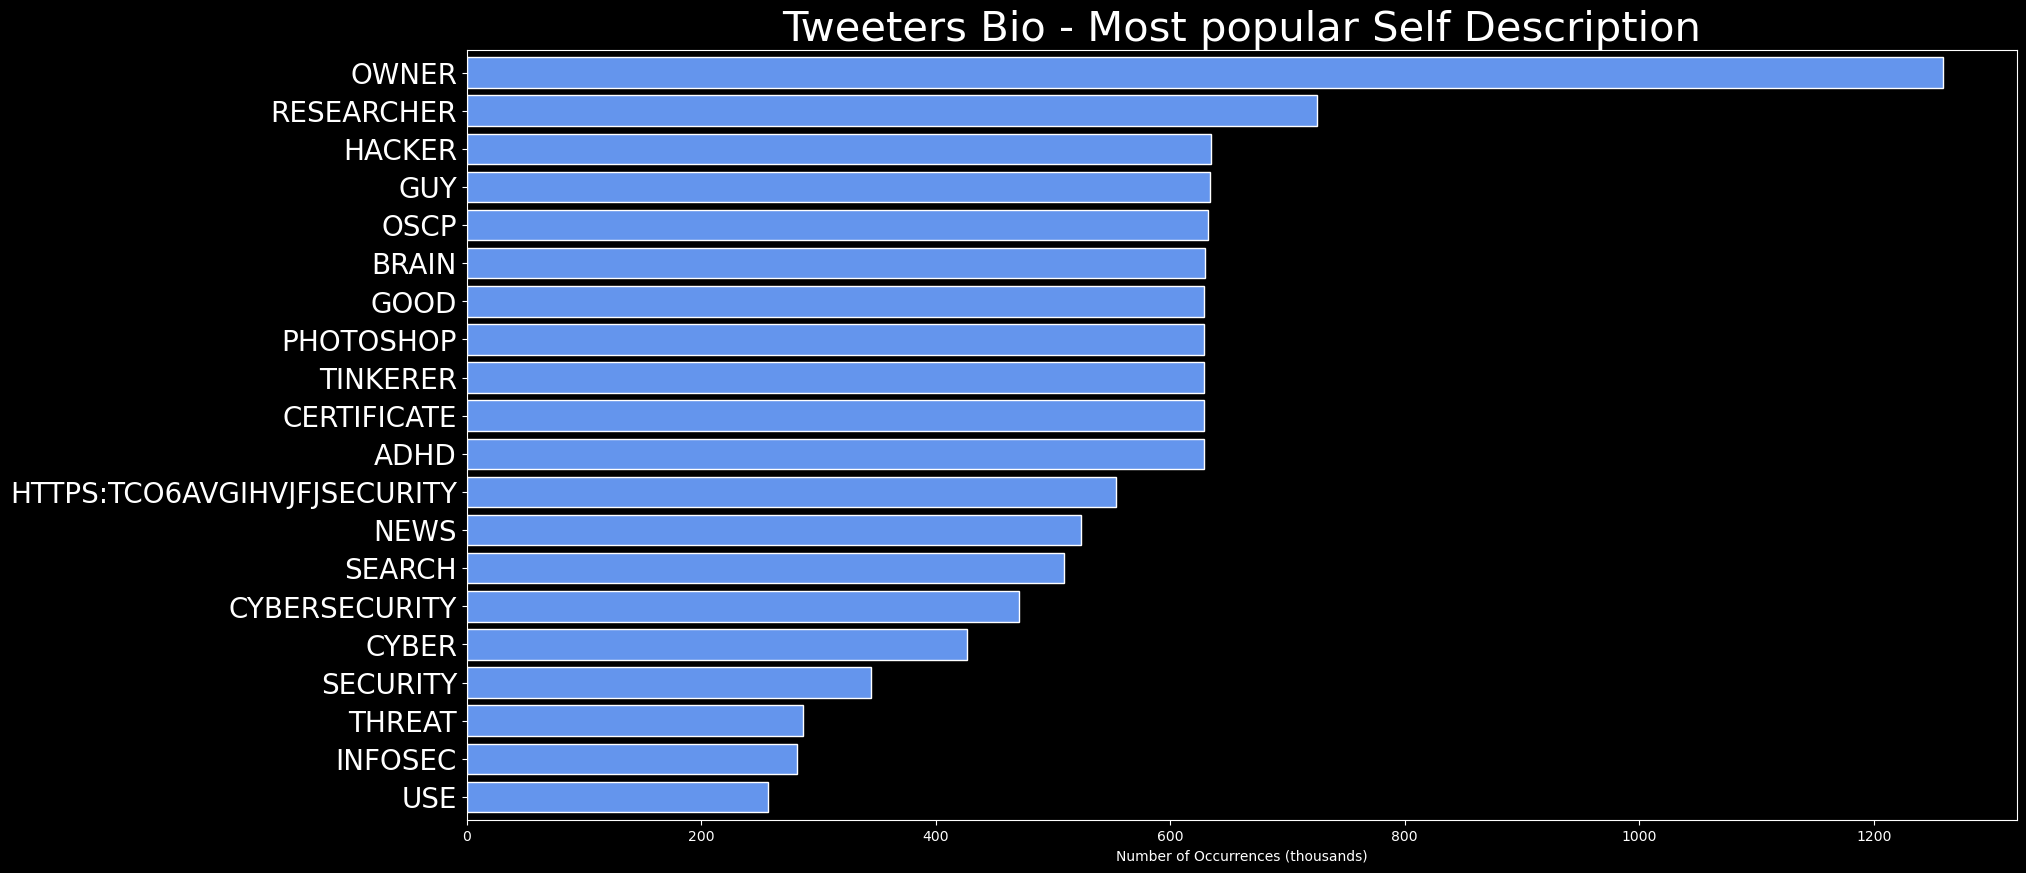 Tweeters Bio - Most popular Self Description
OWNER
RESEARCHER
HACKER
GUY
OSCP
BRAIN
GOOD
PHOTOSHOP
TINKERER
CERTIFICATE
ADHD
HTTPS:TCO6AVGIHVJFJSECURITY
NEWS
SEARCH
CYBERSECURITY
CYBER
SECURITY
THREAT
INFOSEC
USE
0 200 400 600 800 1000 1200
Number of Occurrences (thousands)